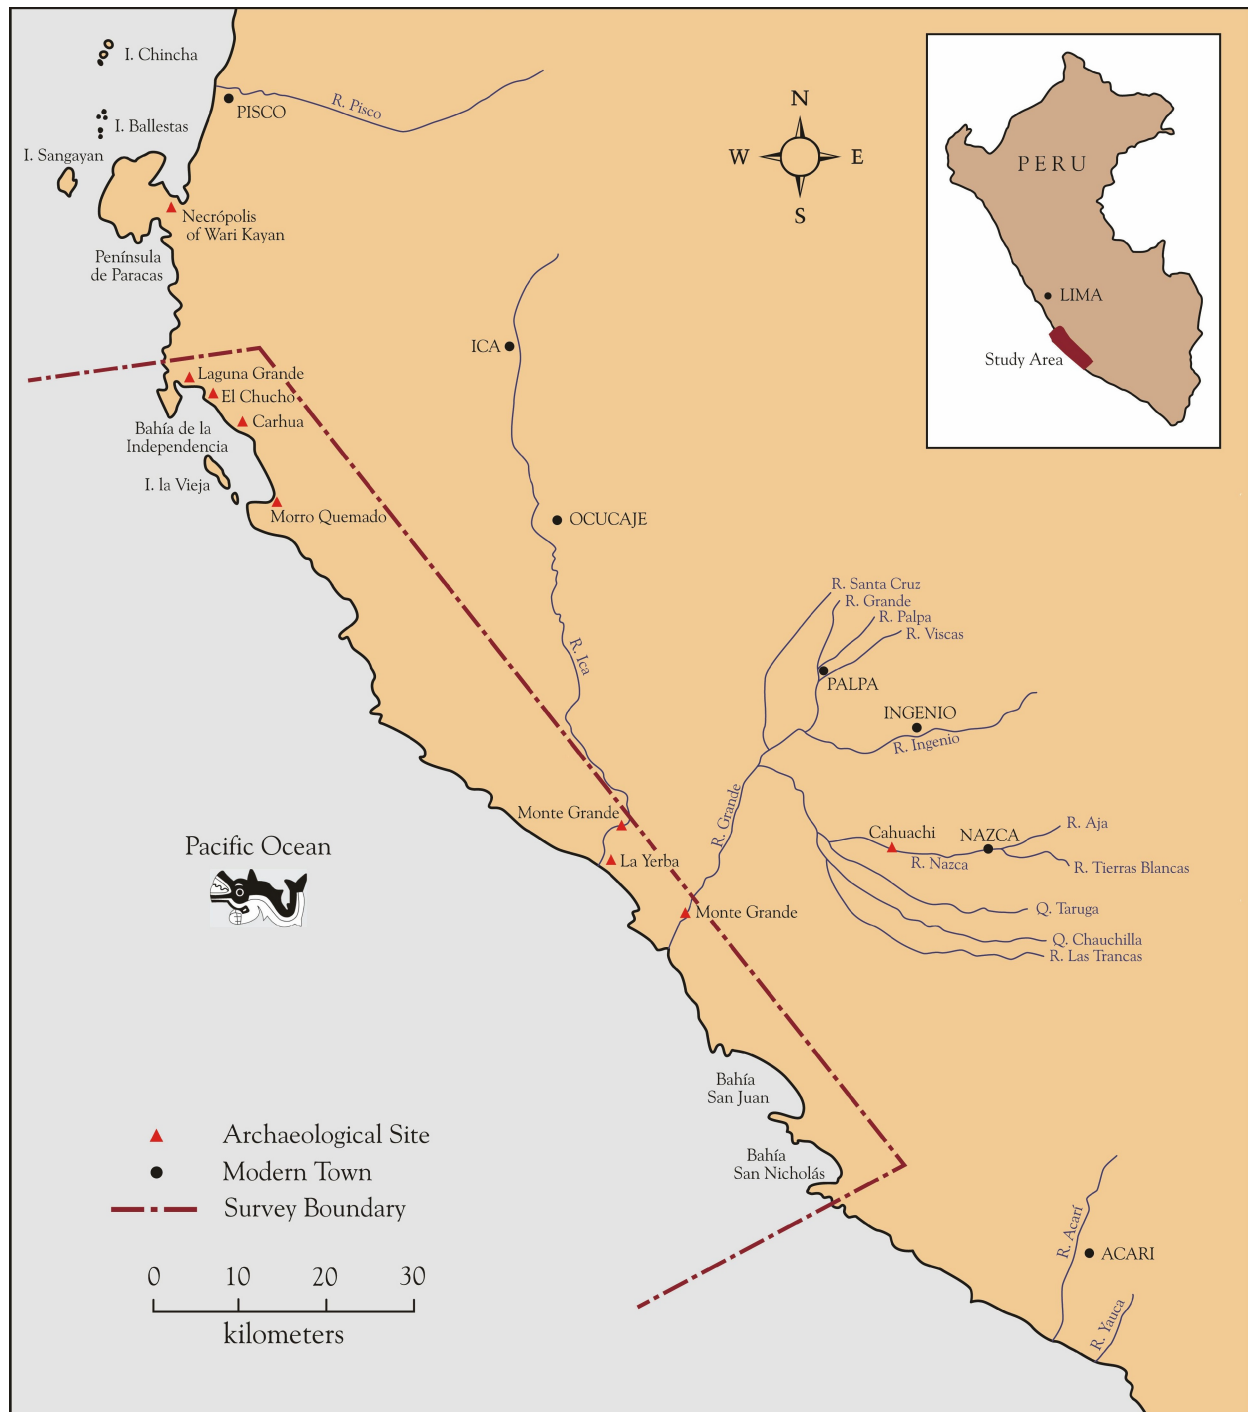 I. Chincha
PISCO
R. Pisco
I. Ballestas
I. Sangayan
Necrópolis
of Wari Kayan
Península
de Paracas
N
W
E
S
PERU
LIMA
Study Area
ICA
Laguna Grande
El Chucho
Carhua
Bahía de la
Independencia
I. la Vieja
Morro Quemado
OCUCAJE
R. Ica
R. Santa Cruz
R. Grande
R. Palpa
R. Viscas
PALPA
INGENIO
R. Ingenio
R. Grande
Monte Grande
La Yerba
Monte Grande
Cahuachi
NAZCA
R. Nazca
R. Aja
R. Tierras Blancas
Q. Taruga
Q. Chauchilla
R. Las Trancas
Pacific Ocean
Bahía
San Juan
Bahía
San Nicholás
R. Acarí
ACARI
R. Yauca
Archaeological Site
Modern Town
Survey Boundary
0 10 20 30
kilometers